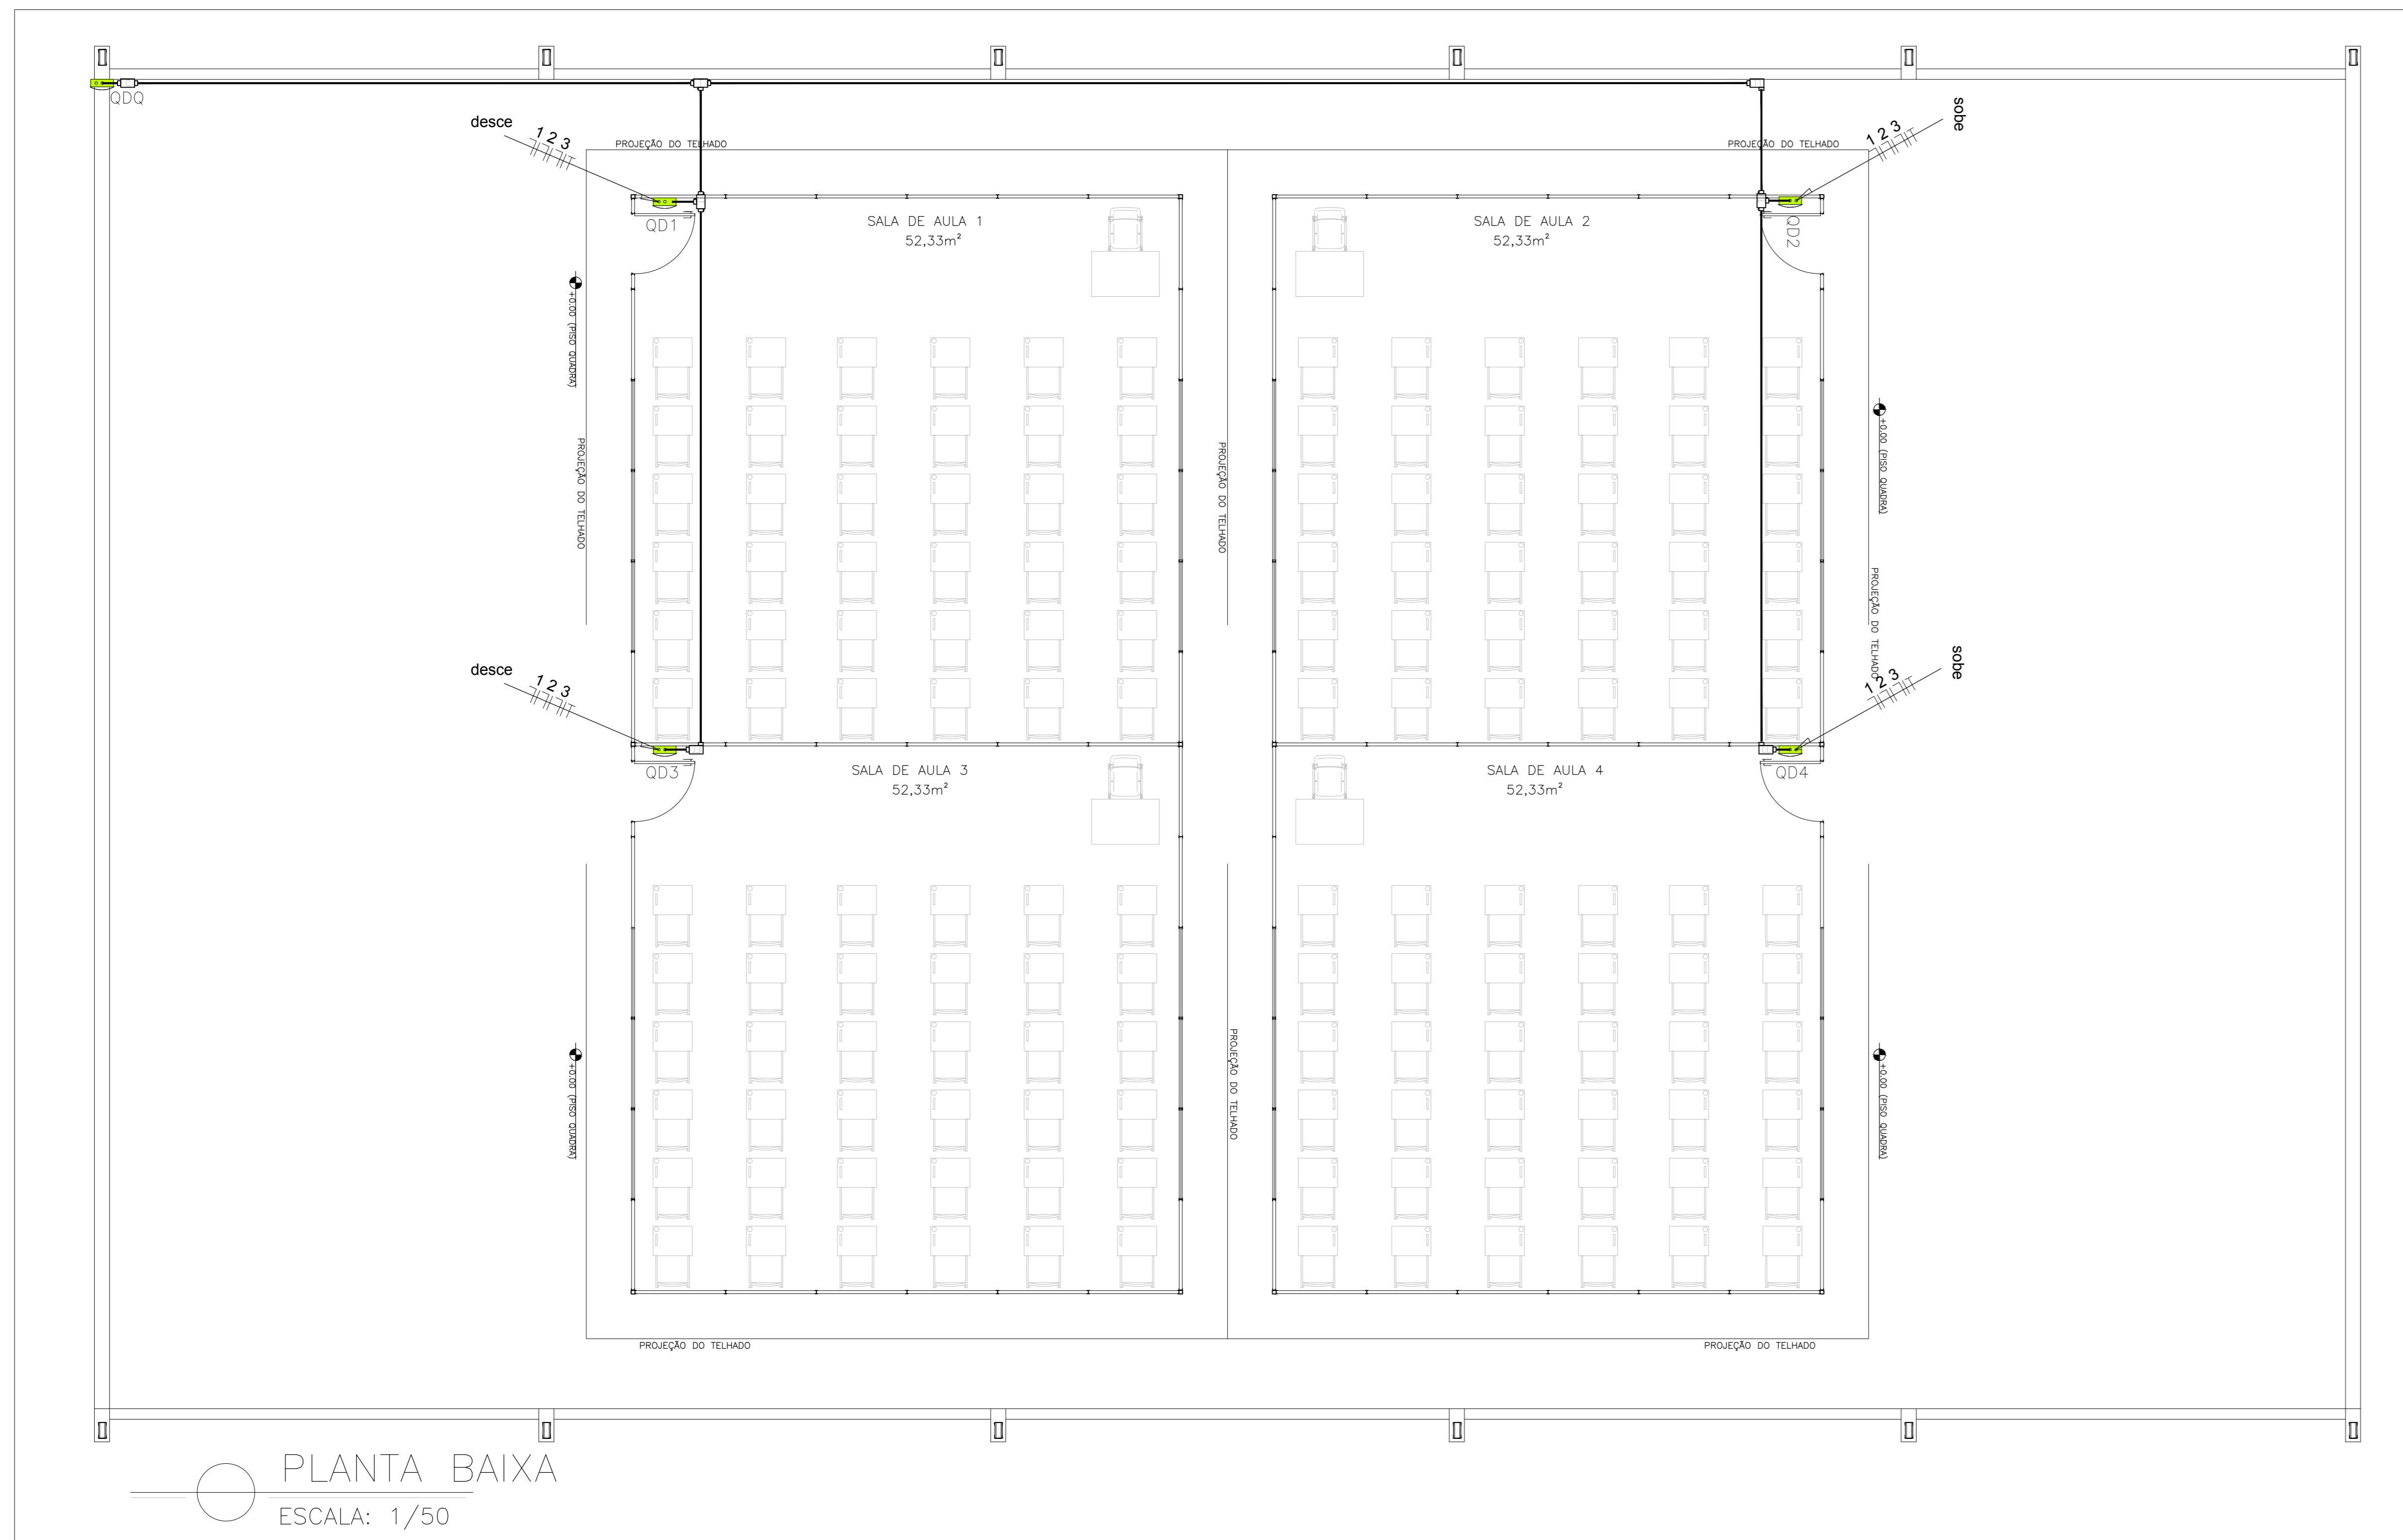 QDQ
desce
1 2 3
PROJEÇÃO DO TELHADO
PROJEÇÃO DO TELHADO
1 2 3
sobe
QD1
SALA DE AULA 1
52,33m²
SALA DE AULA 2
52,33m²
QD2
+0.00 (PISO QUADRA)
PROJEÇÃO DO TELHADO
PROJEÇÃO DO TELHADO
+0.00 (PISO QUADRA)
PROJEÇÃO DO TELHADO
desce
1 2 3
1 2 3
sobe
QD3
SALA DE AULA 3
52,33m²
SALA DE AULA 4
52,33m²
QD4
+0.00 (PISO QUADRA)
PROJEÇÃO DO TELHADO
+0.00 (PISO QUADRA)
PROJEÇÃO DO TELHADO
PROJEÇÃO DO TELHADO
PLANTA BAIXA
ESCALA: 1/50